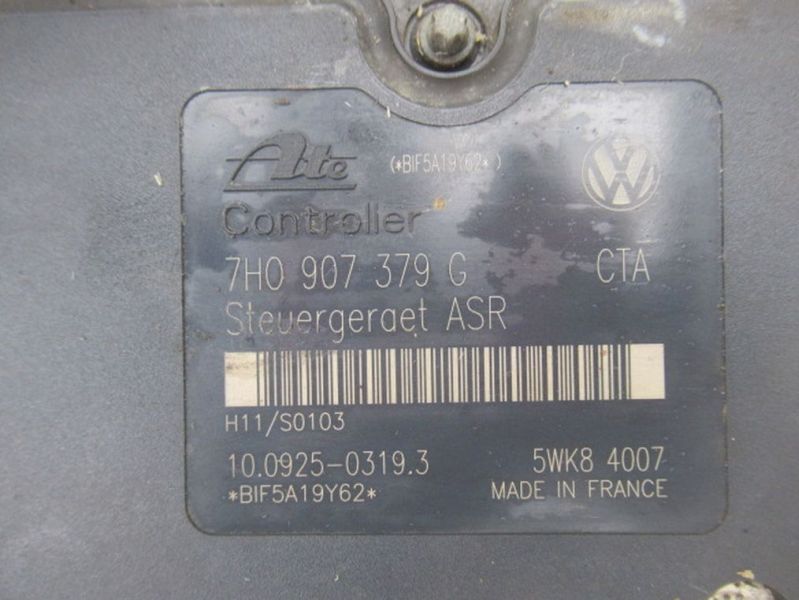 Ate (*BIF5A19Y62*) VW
Controller
7H0 907 379 G CTA
Steuergeraet ASR
H11/S0103
10.0925-0319.3 5WK8 4007
*BIF5A19Y62* MADE IN FRANCE